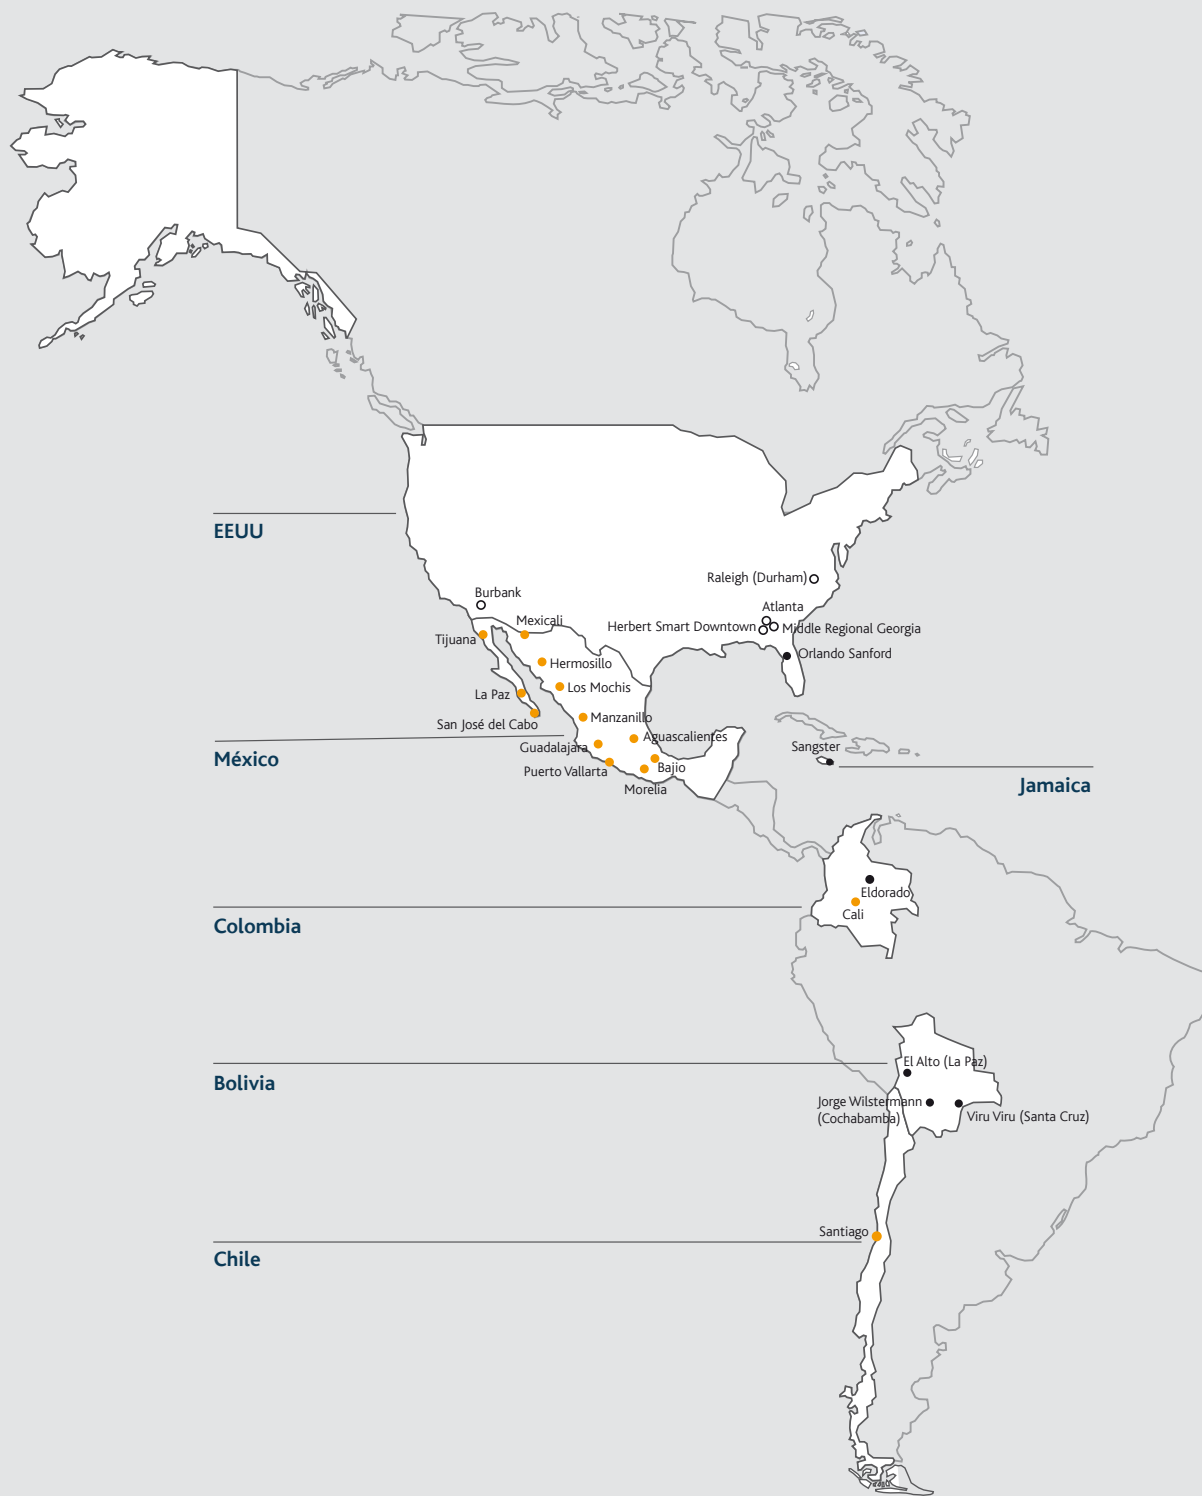 EEUU
Raleigh (Durham)
Burbank
Atlanta
Mexicali
Herbert Smart Downtown
Middle Regional Georgia
Tijuana
Orlando Sanford
Hermosillo
Los Mochis
La Paz
San José del Cabo
Manzanillo
Aguascalientes
Guadalajara
Sangster
México
Puerto Vallarta
Bajio
Jamaica
Morelia
Eldorado
Cali
Colombia
El Alto (La Paz)
Bolivia
Jorge Wilstermann
(Cochabamba)
Viru Viru (Santa Cruz)
Santiago
Chile